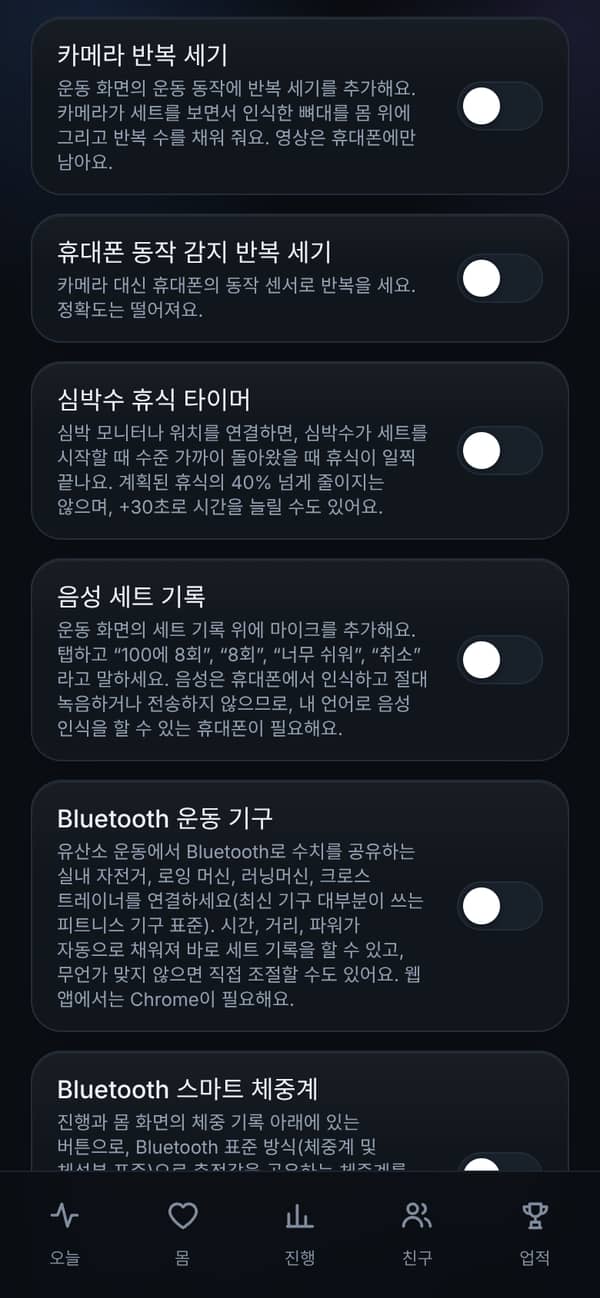 카메라 반복 세기
운동 화면의 운동 동작에 반복 세기를 추가해요.
카메라가 세트를 보면서 인식한 뼈대를 몸 위에
그리고 반복 수를 채워 줘요. 영상은 휴대폰에만
남아요.
휴대폰 동작 감지 반복 세기
카메라 대신 휴대폰의 동작 센서로 반복을 세요.
정확도는 떨어져요.
심박수 휴식 타이머
심박 모니터나 워치를 연결하면, 심박수가 세트를
시작할 때 수준 가까이 돌아왔을 때 휴식이 일찍
끝나요. 계획된 휴식의 40% 넘게 줄이지는
않으며, +30초로 시간을 늘릴 수도 있어요.
음성 세트 기록
운동 화면의 세트 기록 위에 마이크를 추가해요.
탭하고 “100에 8회”, “8회”, “너무 쉬워”, “취소”
라고 말하세요. 음성은 휴대폰에서 인식하고 절대
녹음하거나 전송하지 않으므로, 내 언어로 음성
인식을 할 수 있는 휴대폰이 필요해요.
Bluetooth 운동 기구
유산소 운동에서 Bluetooth로 수치를 공유하는
실내 자전거, 로잉 머신, 러닝머신, 크로스
트레이너를 연결하세요(최신 기구 대부분이 쓰는
피트니스 기구 표준). 시간, 거리, 파워가
자동으로 채워져 바로 세트 기록을 할 수 있고,
무언가 맞지 않으면 직접 조절할 수도 있어요. 웹
앱에서는 Chrome이 필요해요.
Bluetooth 스마트 체중계
진행과 몸 화면의 체중 기록 아래에 있는
버튼으로, Bluetooth 표준 방식(체중계 및
체성분 표준)으로 측정값을 공유하는 체중계를
오늘
몸
진행
친구
업적